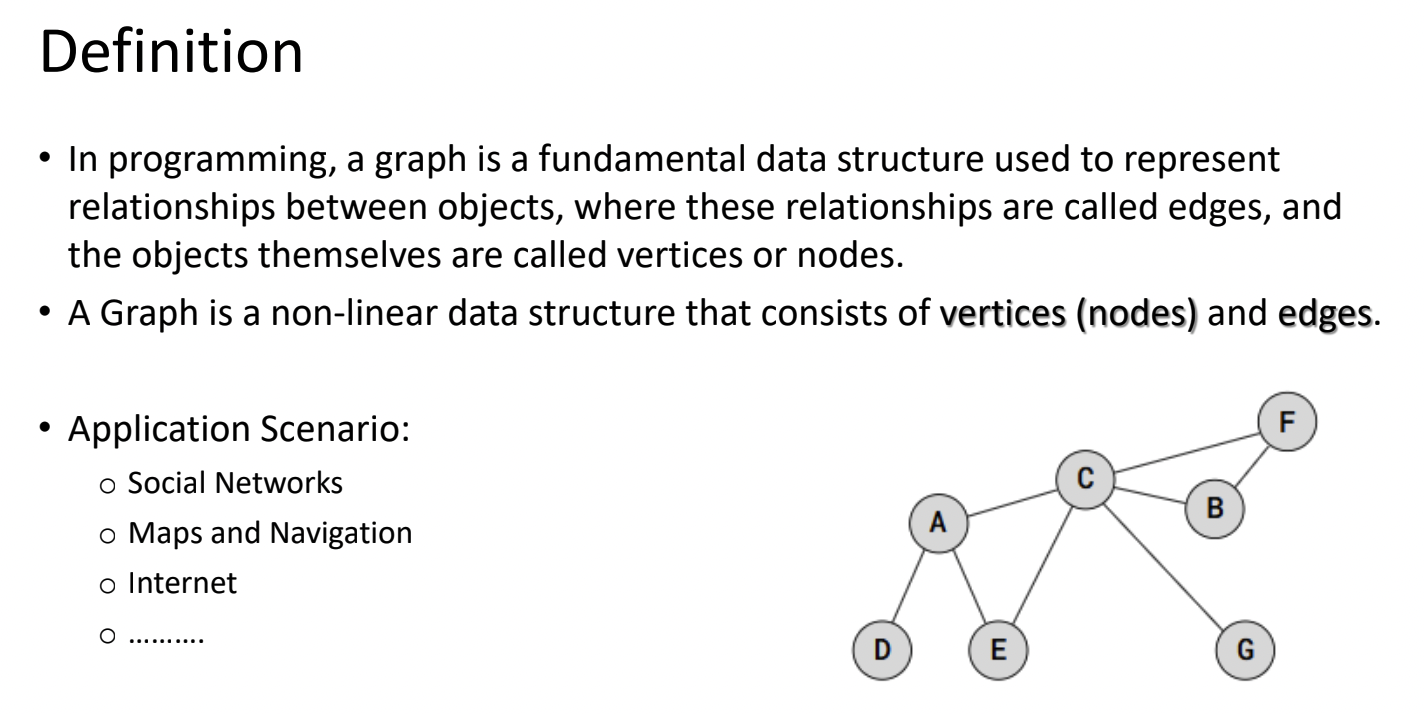 Definition
• In programming, a graph is a fundamental data structure used to represent
relationships between objects, where these relationships are called edges, and
the objects themselves are called vertices or nodes.
• A Graph is a non-linear data structure that consists of vertices (nodes) and edges.
• Application Scenario:
o Social Networks
o Maps and Navigation
o Internet
o ..........
F
C
B
A
D
E
G